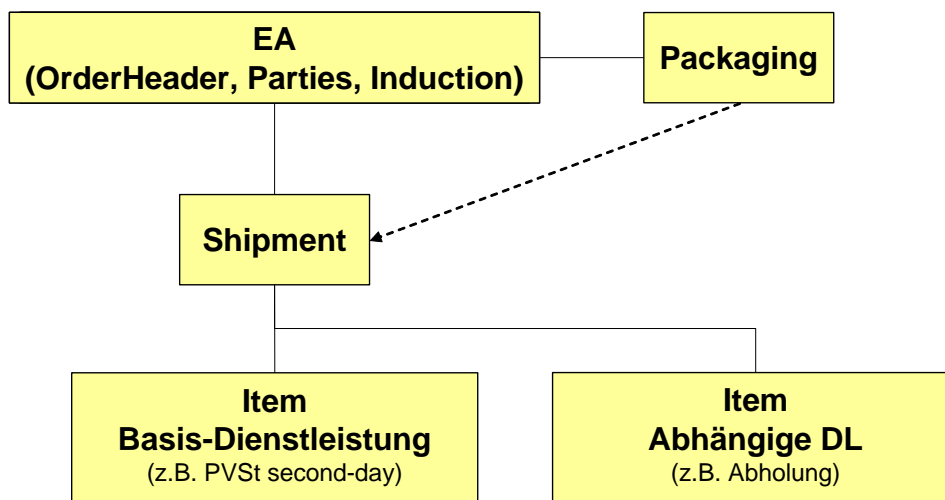 EA
(OrderHeader, Parties, Induction)
Packaging
Shipment
Item
Basis-Dienstleistung
(z.B. PVSt second-day)
Item
Abhängige DL
(z.B. Abholung)